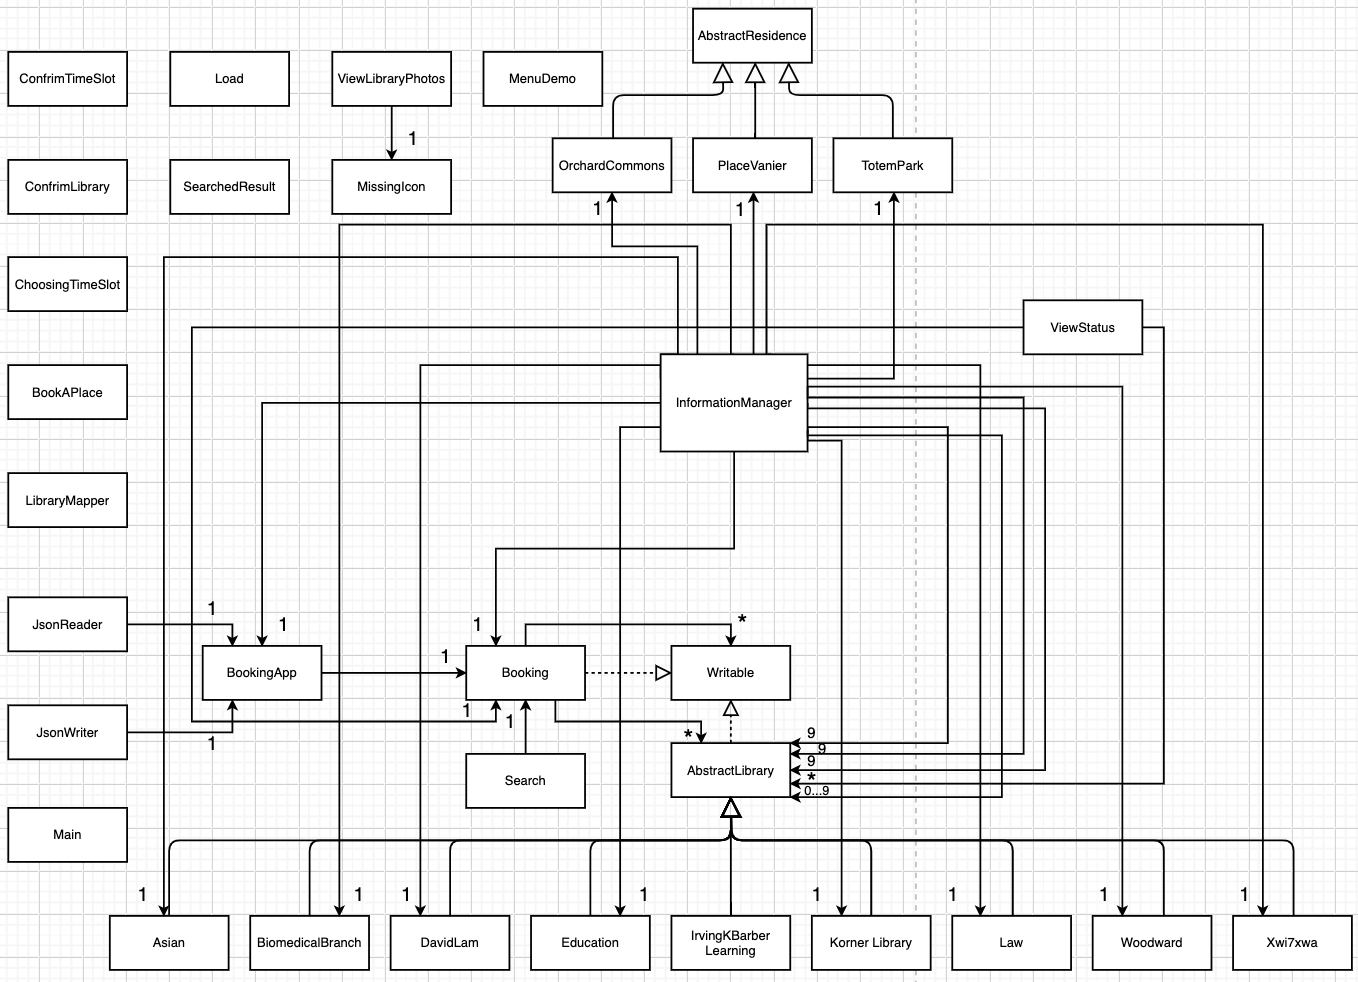 AbstractResidence
ConfrimTimeSlot
Load
ViewLibraryPhotos
MenuDemo
1
OrchardCommons
PlaceVanier
TotemPark
ConfrimLibrary
SearchedResult
MissingIcon
1
1
1
ChoosingTimeSlot
ViewStatus
BookAPlace
InformationManager
LibraryMapper
JsonReader
1
1
1
*
BookingApp
1
Booking
Writable
JsonWriter
1
1
1
*
9
9
9
*
0...9
AbstractLibrary
Search
Main
1
1
1
1
1
1
1
1
Asian
BiomedicalBranch
DavidLam
Education
IrvingKBarber
Learning
Korner Library
Law
Woodward
Xwi7xwa